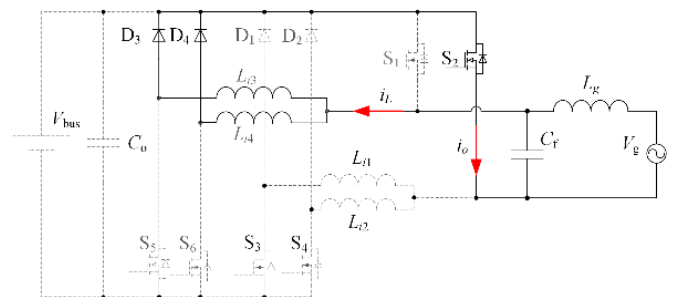 D3 D4 D1 D2 S1 S2
Li3
Lg
iL
Vbus
Li4
Co
io
Cf
Vg
Li1
Li2
S5 S6 S3 S4